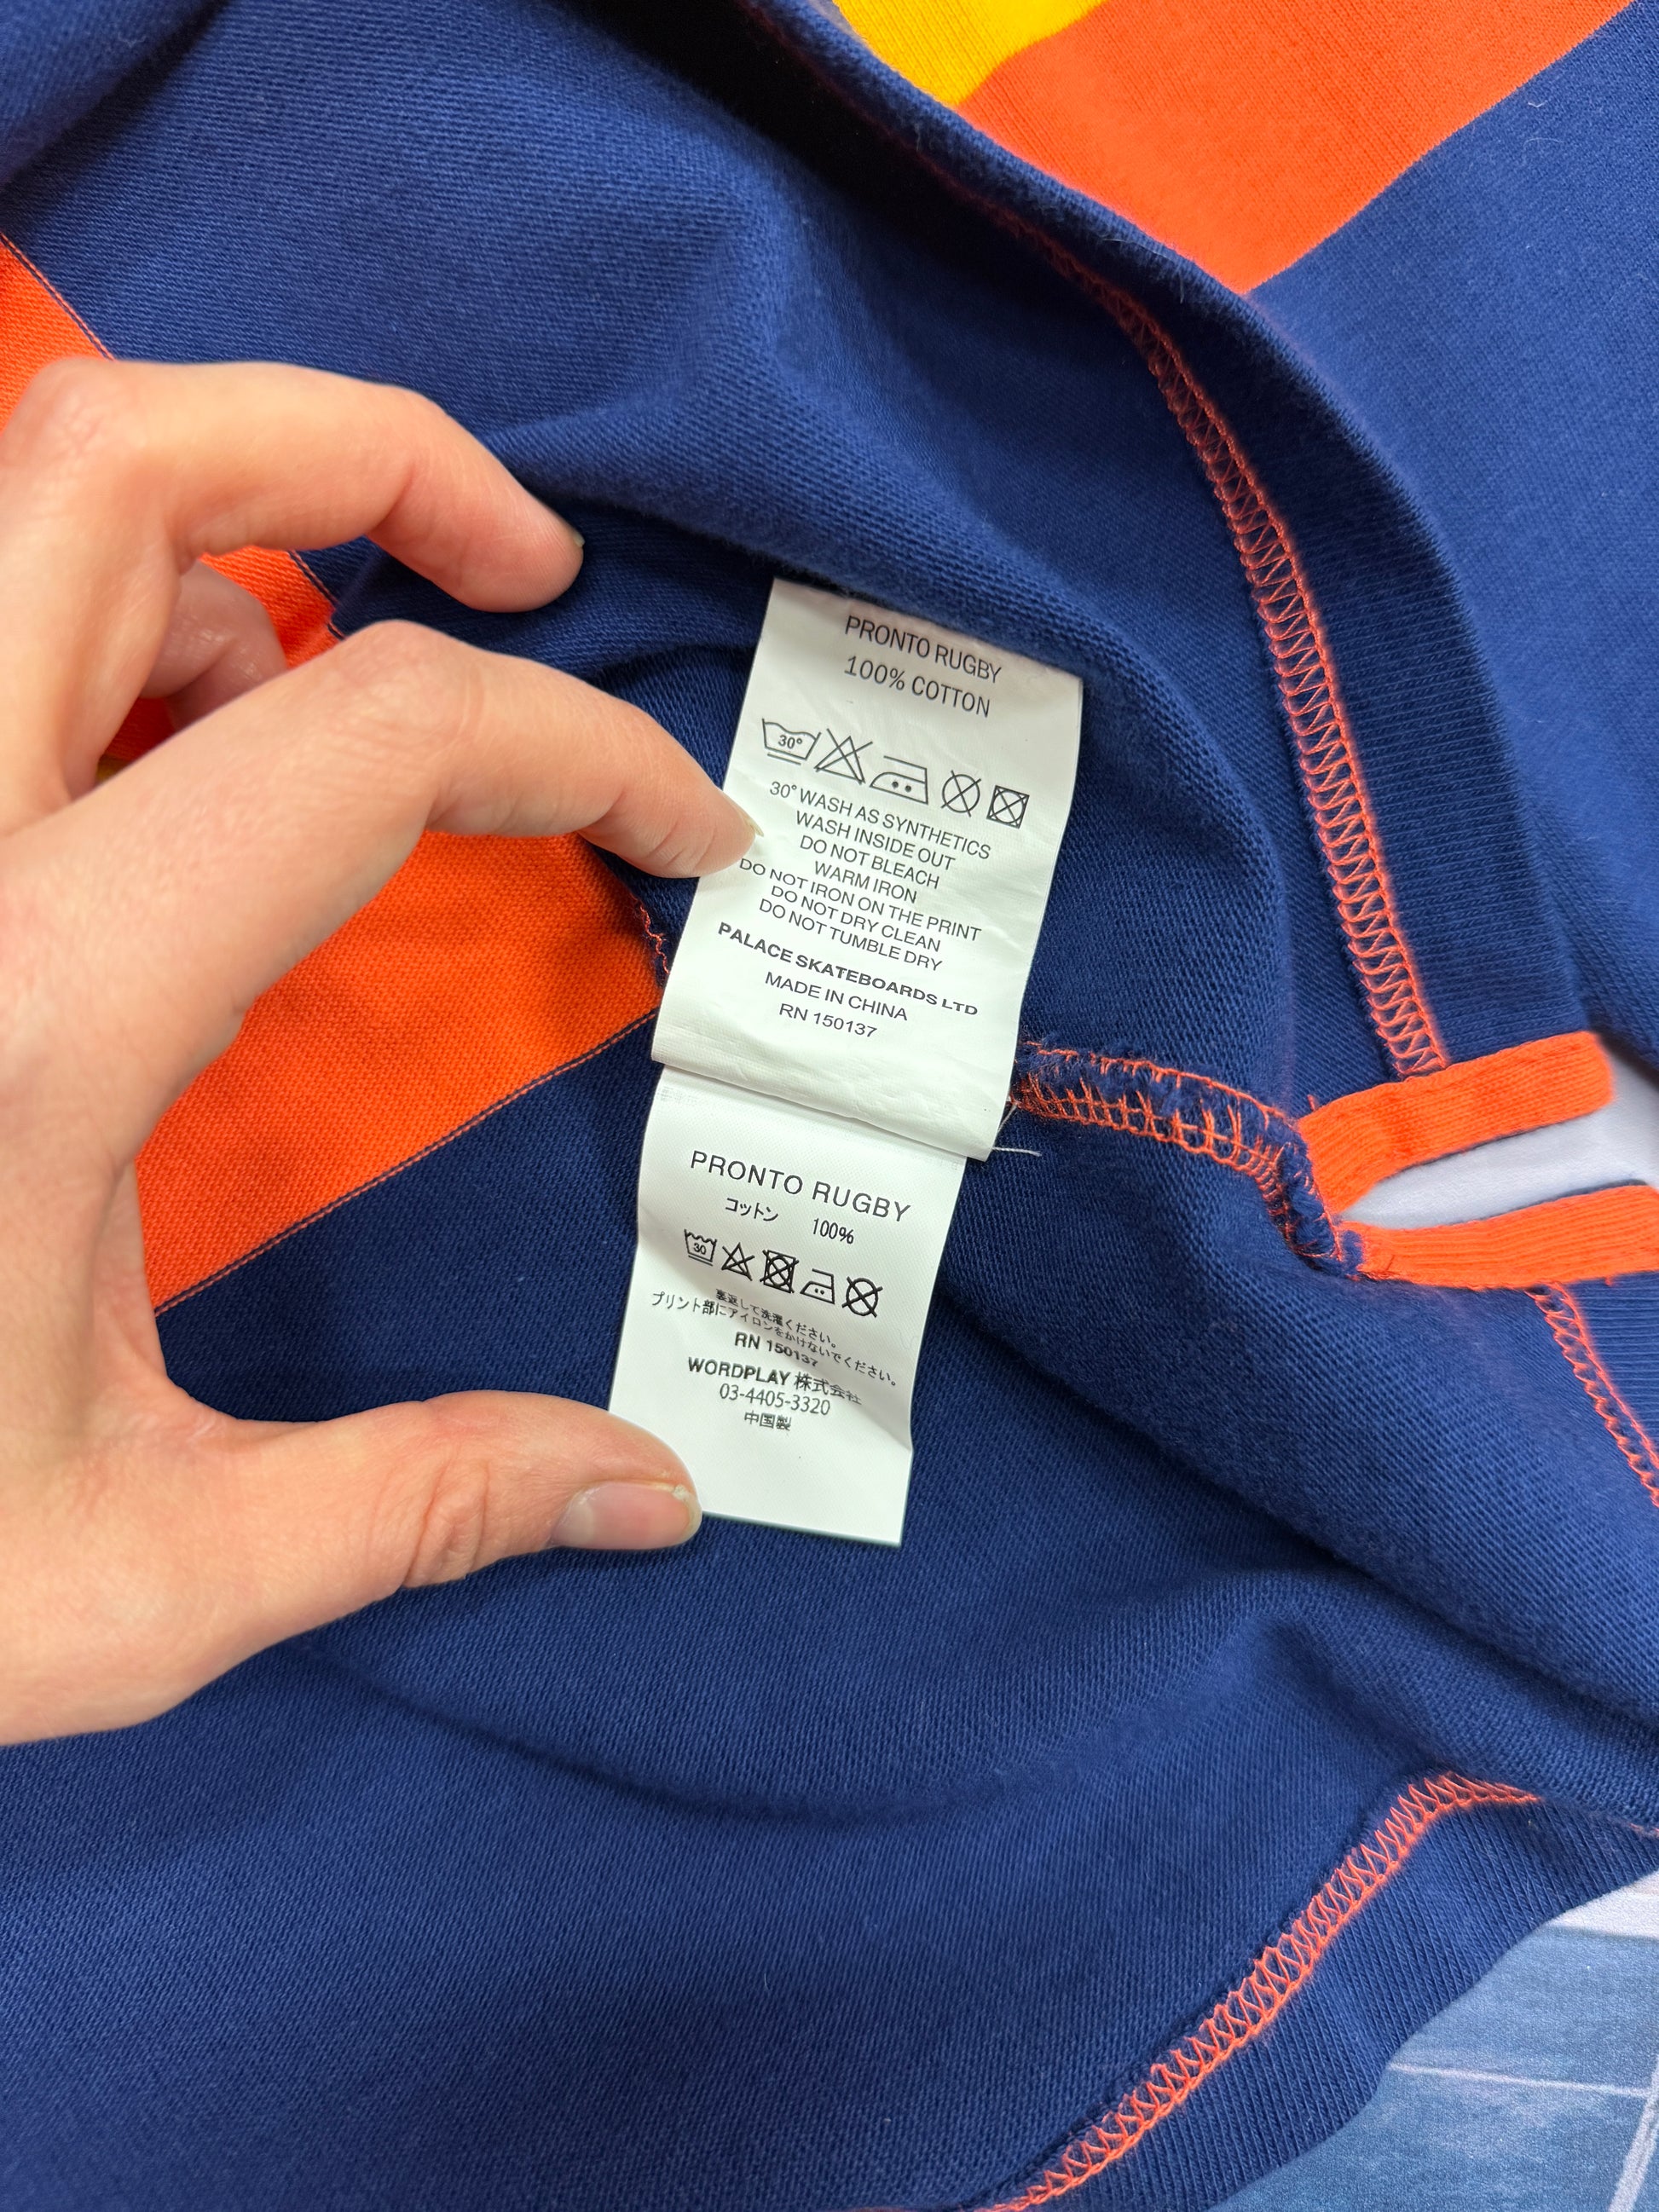 PRONTO RUGBY
100% COTTON
30°
30° WASH AS SYNTHETICS
WASH INSIDE OUT
DO NOT BLEACH
WARM IRON
DO NOT IRON ON THE PRINT
DO NOT DRY CLEAN
DO NOT TUMBLE DRY
PALACE SKATEBOARDS LTD
MADE IN CHINA
RN 150137
PRONTO RUGBY
コットン 100%
30
裏返して洗濯ください。
プリント部にアイロンをかけないでください。
RN 150137
WORDPLAY 株式会社
03-4405-3320
中国製